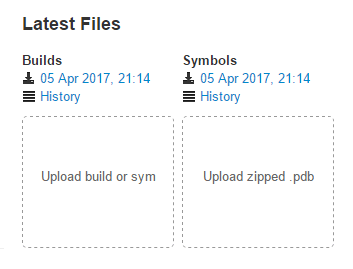 Latest Files
Builds
05 Apr 2017, 21:14
History
Upload build or sym
Symbols
05 Apr 2017, 21:14
History
Upload zipped .pdb